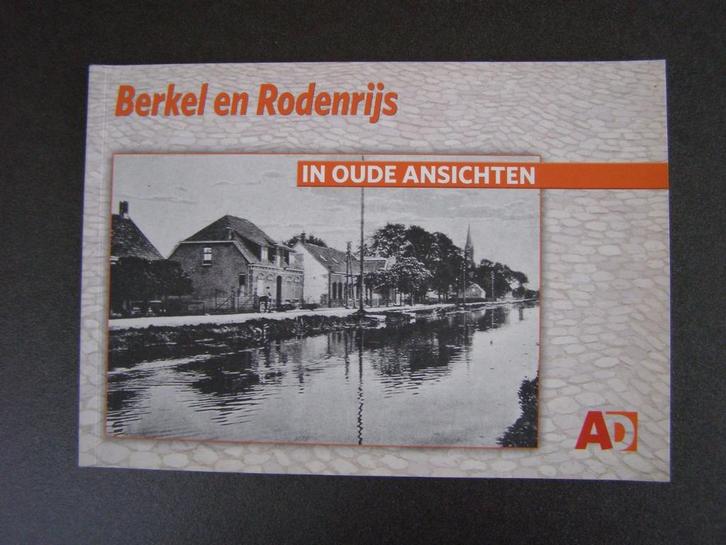 Berkel en Rodenrijs
IN OUDE ANSICHTEN
AD